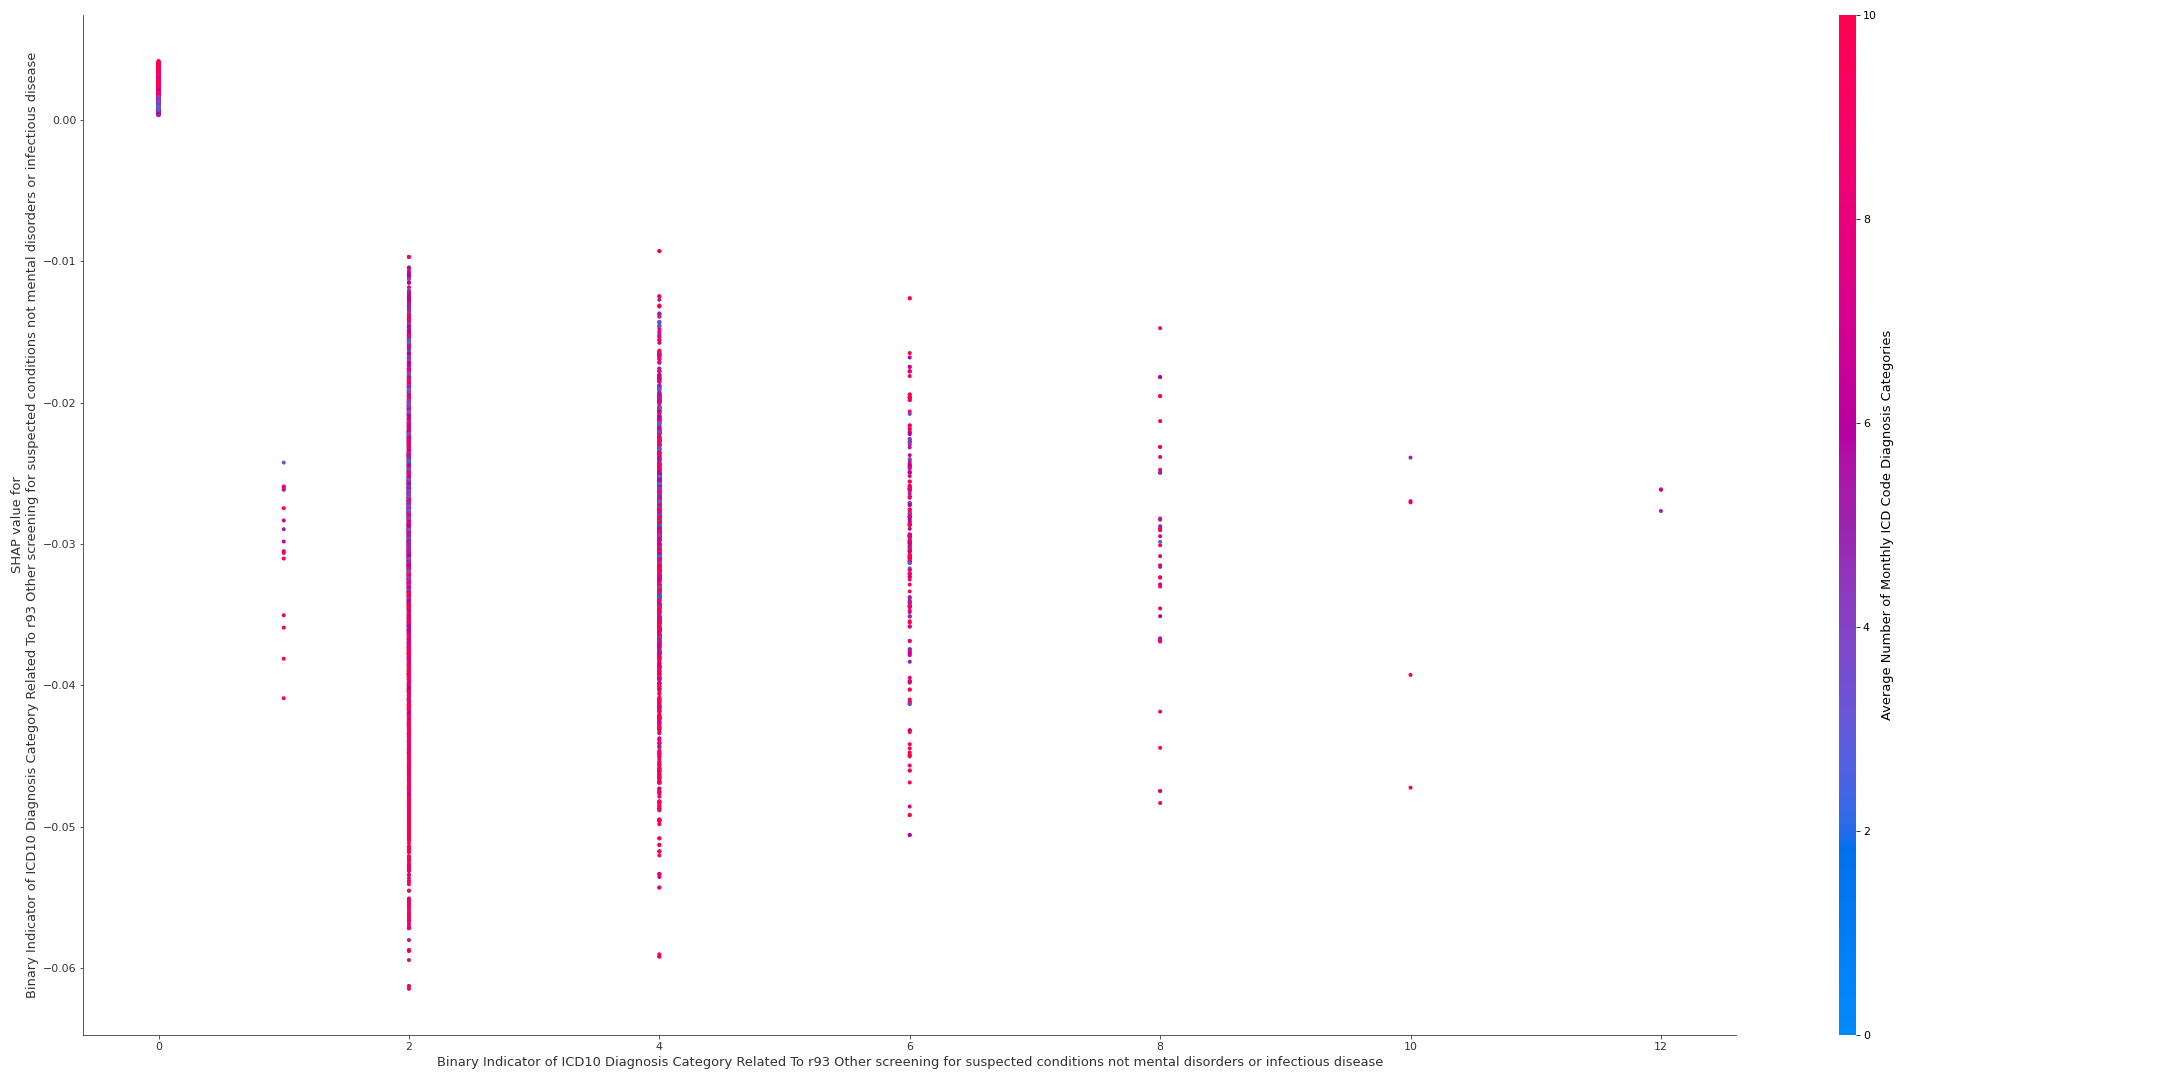 SHAP value for
Binary Indicator of ICD10 Diagnosis Category Related To r93 Other screening for suspected conditions not mental disorders or infectious disease
0.00
−0.01
−0.02
−0.03
−0.04
−0.05
−0.06
0 2 4 6 8 10 12
Binary Indicator of ICD10 Diagnosis Category Related To r93 Other screening for suspected conditions not mental disorders or infectious disease
10
8
6
4
2
0
Average Number of Monthly ICD Code Diagnosis Categories